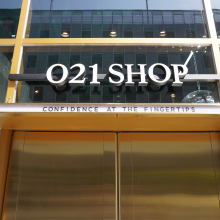 O21 SHOP
CONFIDENCE AT THE FINGERTIPS